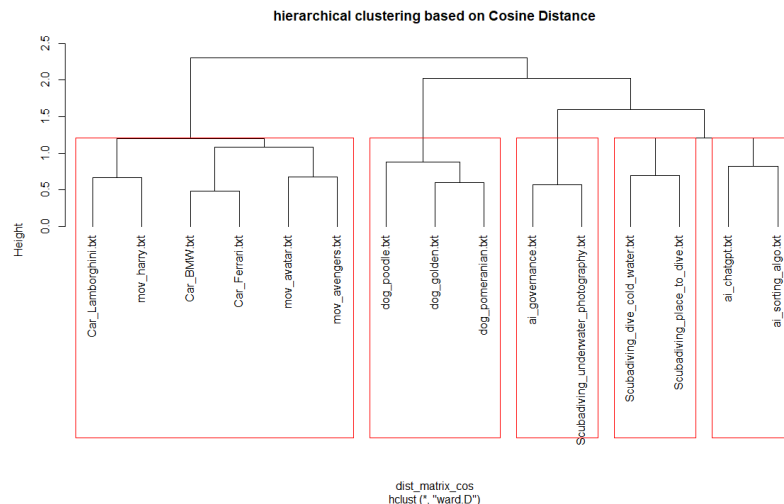 hierarchical clustering based on Cosine Distance
2.5
2.0
1.5
1.0
0.5
0.0
Height
Car_Lamborghini.txt
mov_harry.txt
Car_BMW.txt
Car_Ferrari.txt
mov_avatar.txt
mov_avengers.txt
dog_poodle.txt
dog_golden.txt
dog_pomeranian.txt
ai_governance.txt
Scubadiving_underwater_photography.txt
Scubadiving_dive_cold_water.txt
Scubadiving_place_to_dive.txt
ai_chatgpt.txt
ai_sorting_algo.txt
dist_matrix_cos
hclust (*, "ward.D")